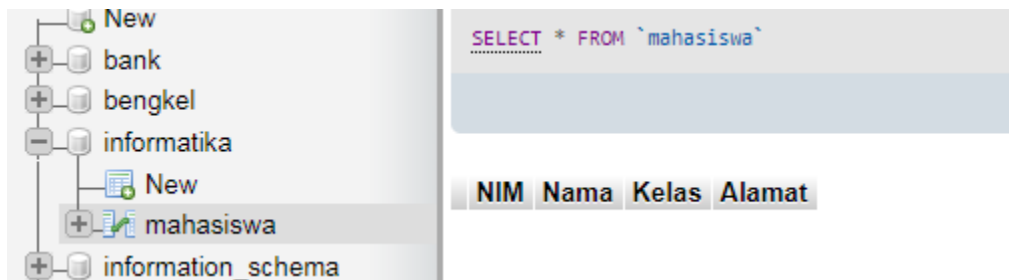 New
bank
bengkel
informatika
New
mahasiswa
information_schema
SELECT * FROM `mahasiswa`
NIM Nama Kelas Alamat